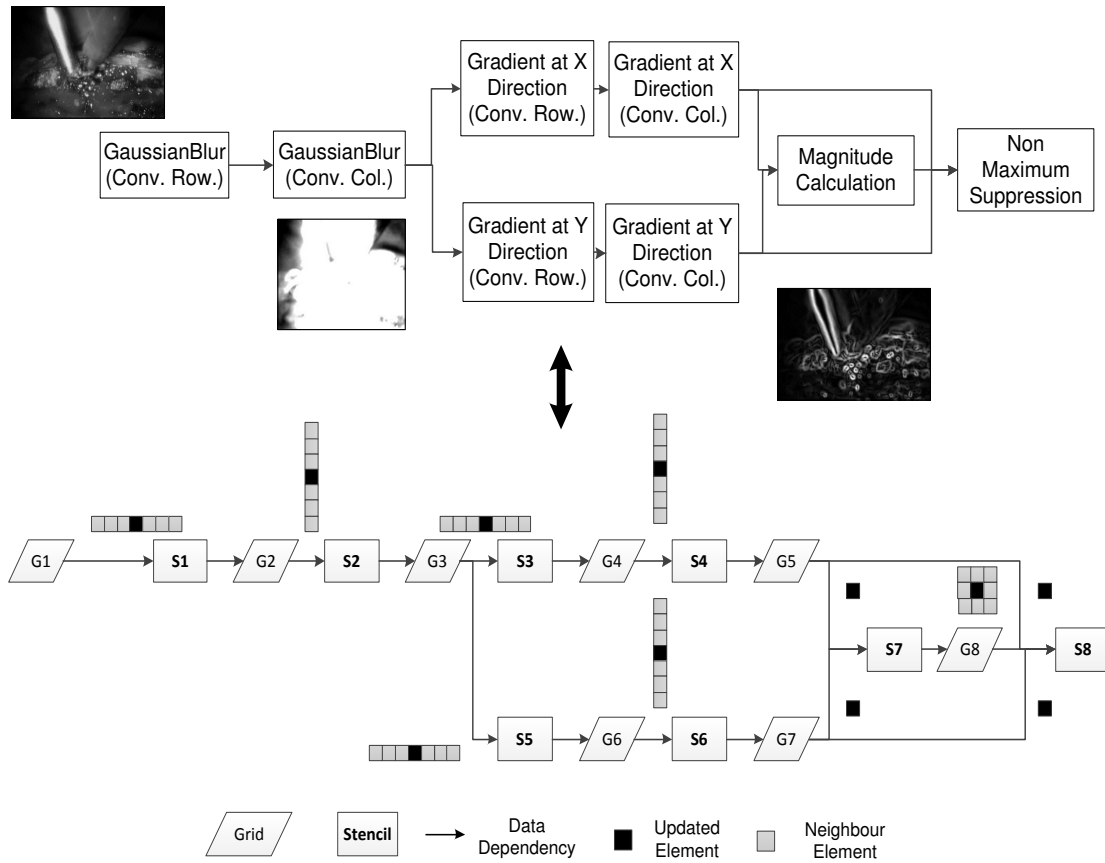 Gradient at X
Direction
(Conv. Row.)
Gradient at X
Direction
(Conv. Col.)
GaussianBlur
(Conv. Row.)
GaussianBlur
(Conv. Col.)
Magnitude
Calculation
Non
Maximum
Suppression
Gradient at Y
Direction
(Conv. Row.)
Gradient at Y
Direction
(Conv. Col.)
G1
S1
G2
S2
G3
S3
G4
S4
G5
S7
G8
S8
S5
G6
S6
G7
Grid
Stencil
Data
Dependency
Updated
Element
Neighbour
Element